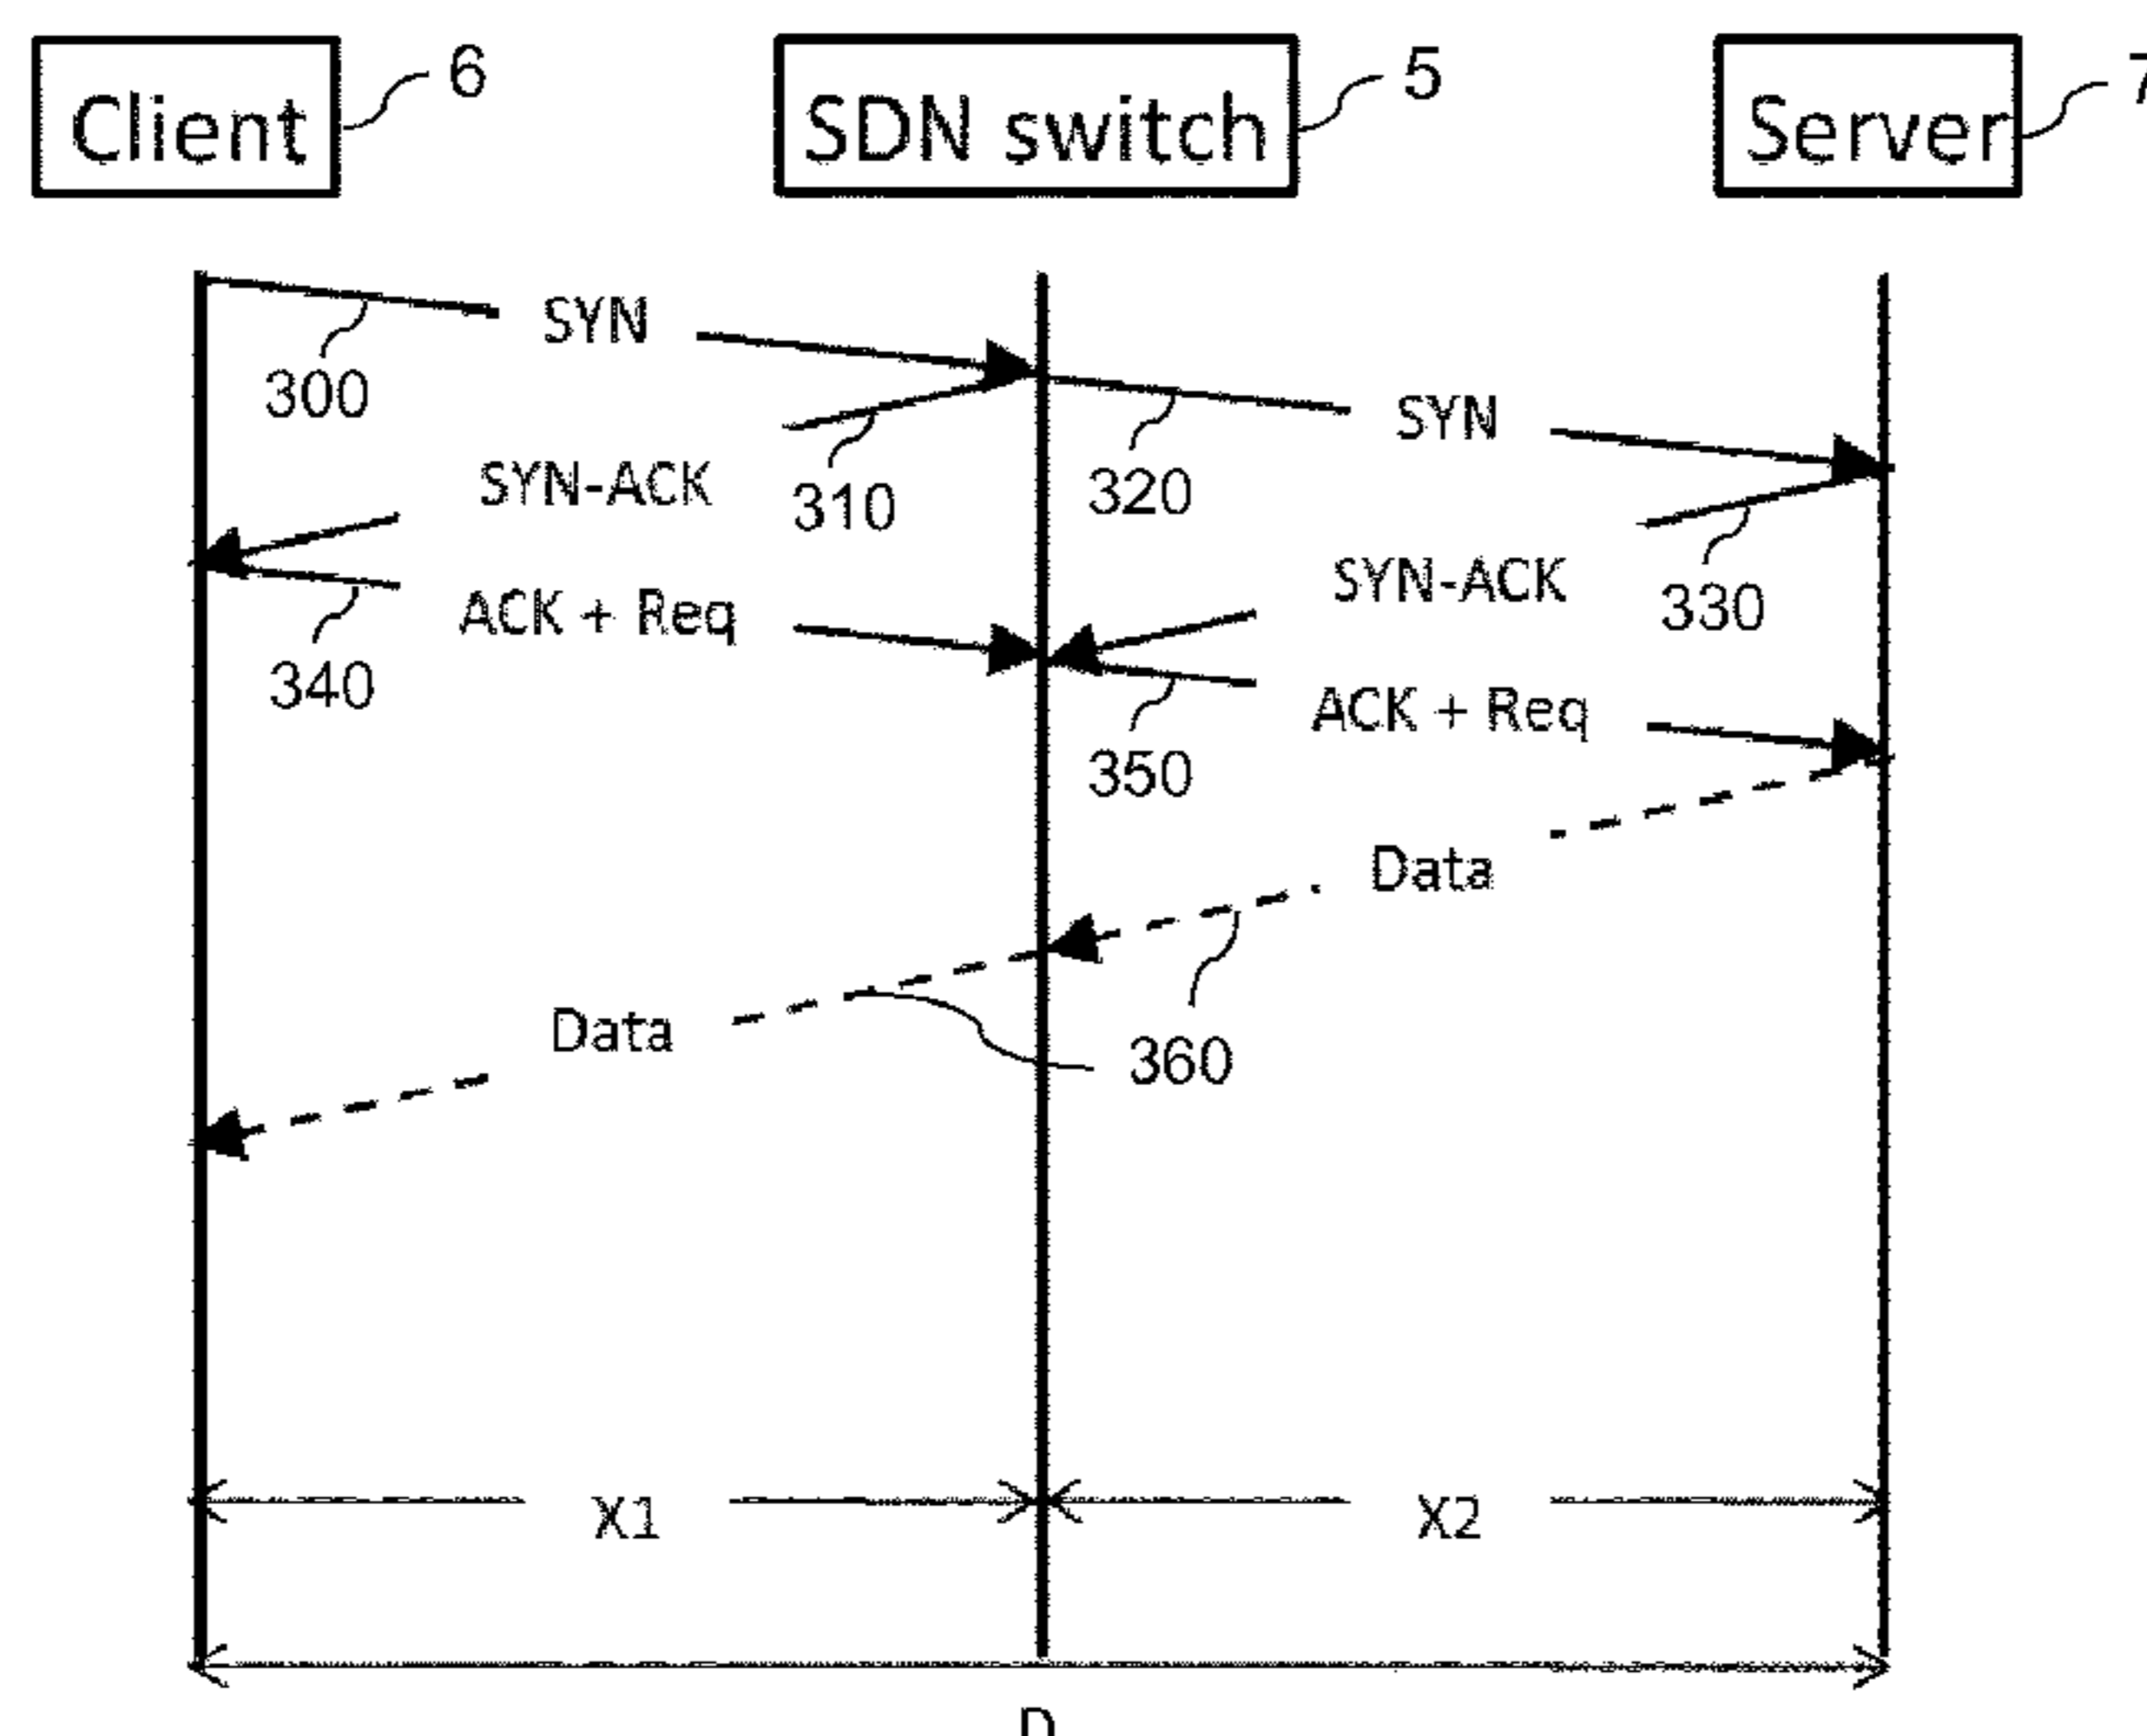 Client 6
SDN switch 5
Server 7
SYN
300
SYN
SYN-ACK
310
320
SYN-ACK
330
ACK + Req
340
ACK + Req
350
Data
Data
360
X1
X2
D